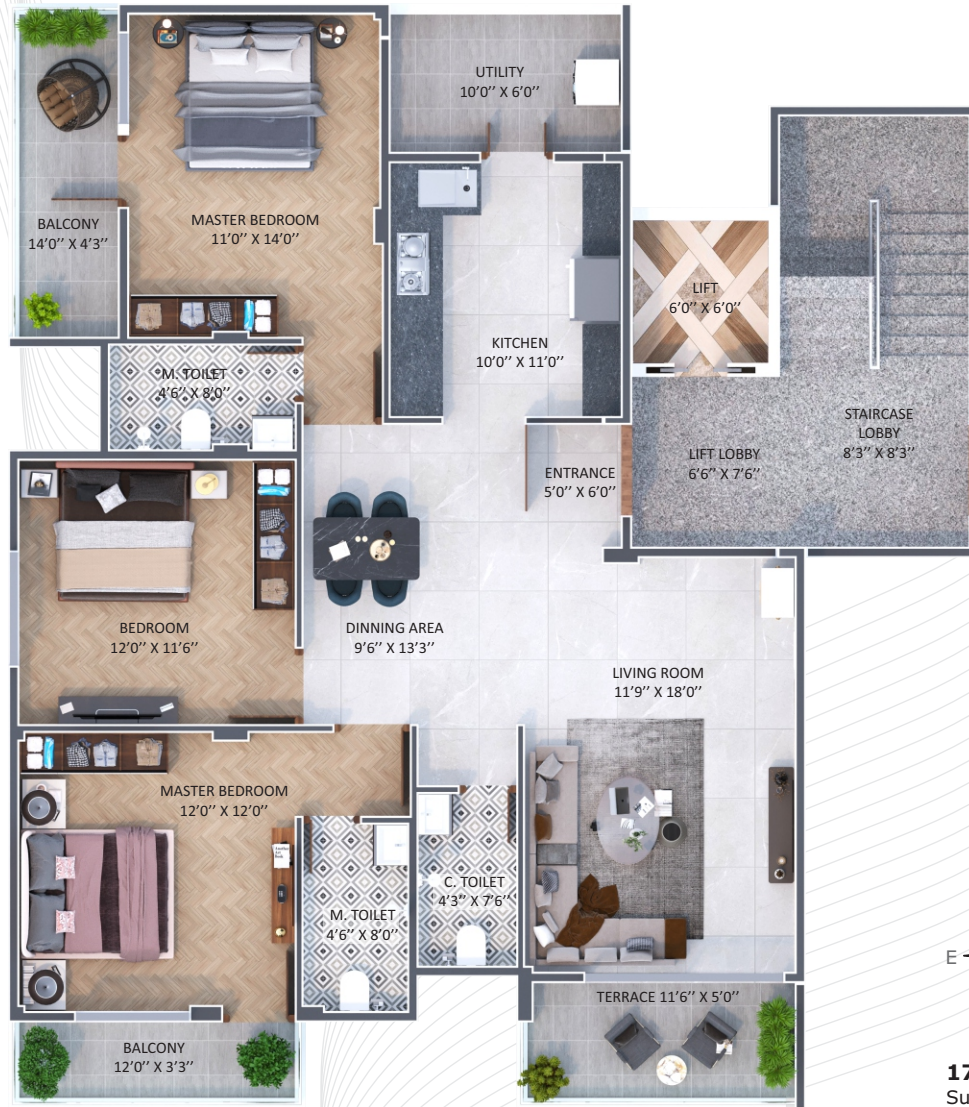 UTILITY
10'0'' X 6'0''
BALCONY
14'0'' X 4'3''
MASTER BEDROOM
11'0'' X 14'0''
LIFT
6'0'' X 6'0''
KITCHEN
10'0'' X 11'0''
M. TOILET
4'6'' X 8'0''
STAIRCASE
LOBBY
8'3'' X 8'3''
LIFT LOBBY
6'6'' X 7'6''
ENTRANCE
5'0'' X 6'0''
BEDROOM
12'0'' X 11'6''
DINNING AREA
9'6'' X 13'3''
LIVING ROOM
11'9'' X 18'0''
MASTER BEDROOM
12'0'' X 12'0''
C. TOILET
4'3'' X 7'6''
M. TOILET
4'6'' X 8'0''
E
TERRACE 11'6'' X 5'0''
BALCONY
12'0'' X 3'3''
17
Su